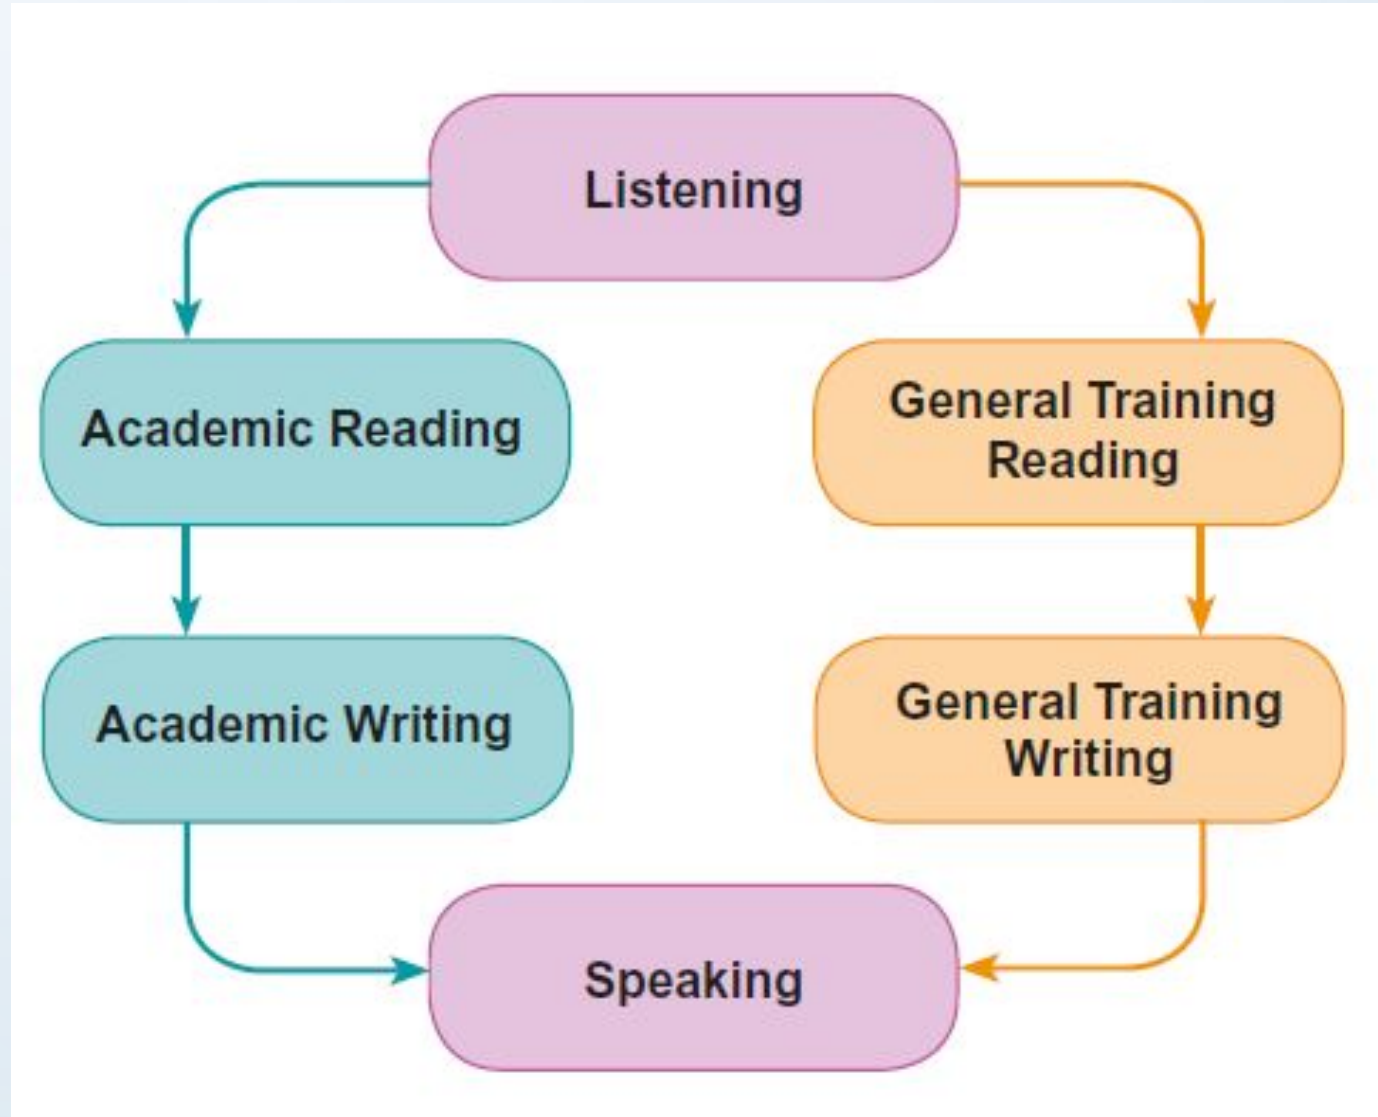 Listening
Academic Reading
General Training
Reading
Academic Writing
General Training
Writing
Speaking